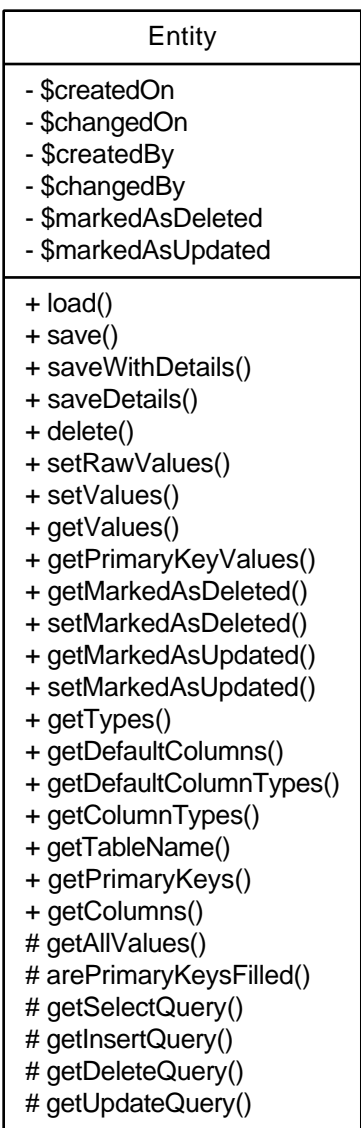 Entity
- $createdOn
- $changedOn
- $createdBy
- $changedBy
- $markedAsDeleted
- $markedAsUpdated
+ load()
+ save()
+ saveWithDetails()
+ saveDetails()
+ delete()
+ setRawValues()
+ setValues()
+ getValues()
+ getPrimaryKeyValues()
+ getMarkedAsDeleted()
+ setMarkedAsDeleted()
+ getMarkedAsUpdated()
+ setMarkedAsUpdated()
+ getTypes()
+ getDefaultColumns()
+ getDefaultColumnTypes()
+ getColumnTypes()
+ getTableName()
+ getPrimaryKeys()
+ getColumns()
# getAllValues()
# arePrimaryKeysFilled()
# getSelectQuery()
# getInsertQuery()
# getDeleteQuery()
# getUpdateQuery()